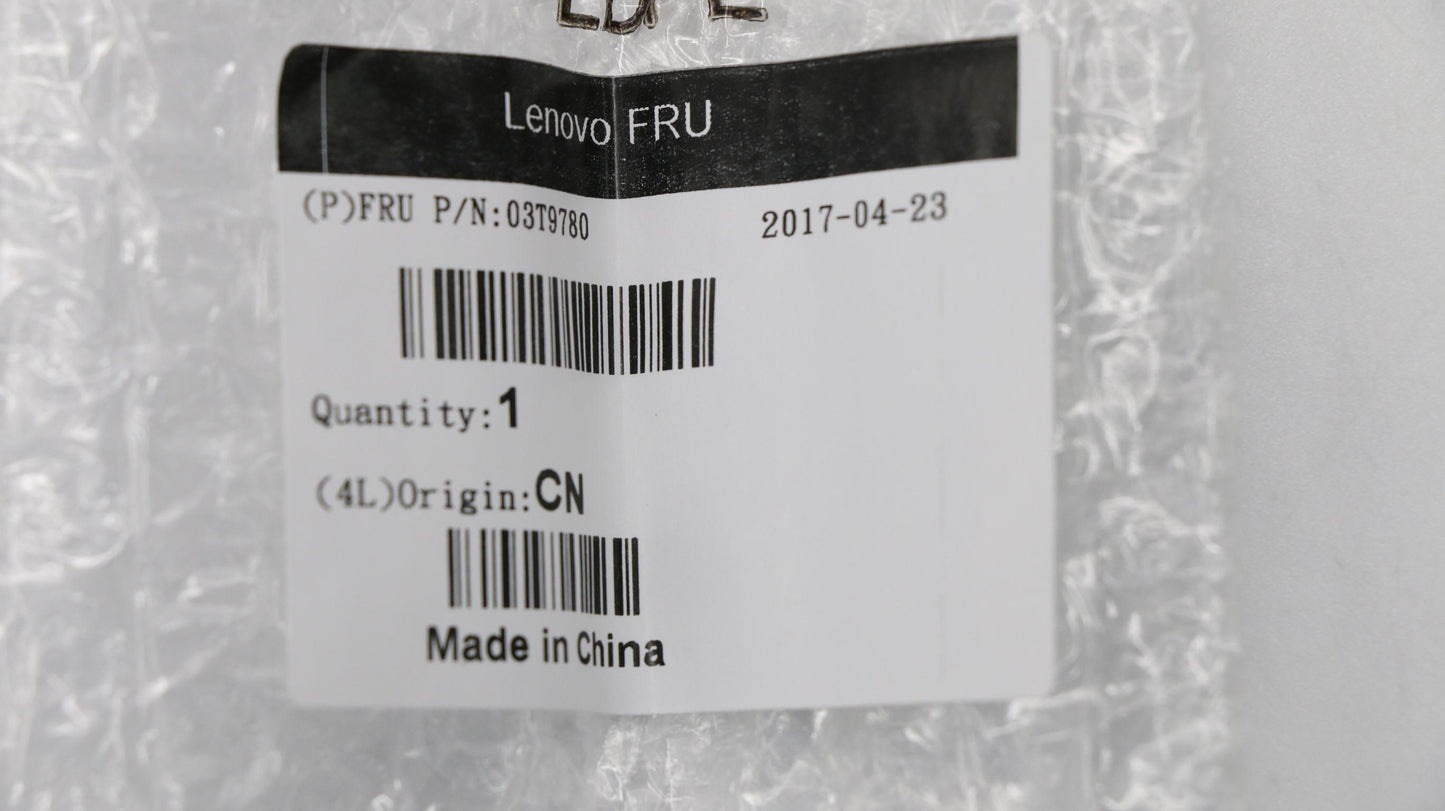 Lenovo FRU
(P)FRU P/N:03T9780 2017-04-23
Quantity:1
(4L)Origin:CN
Made in China